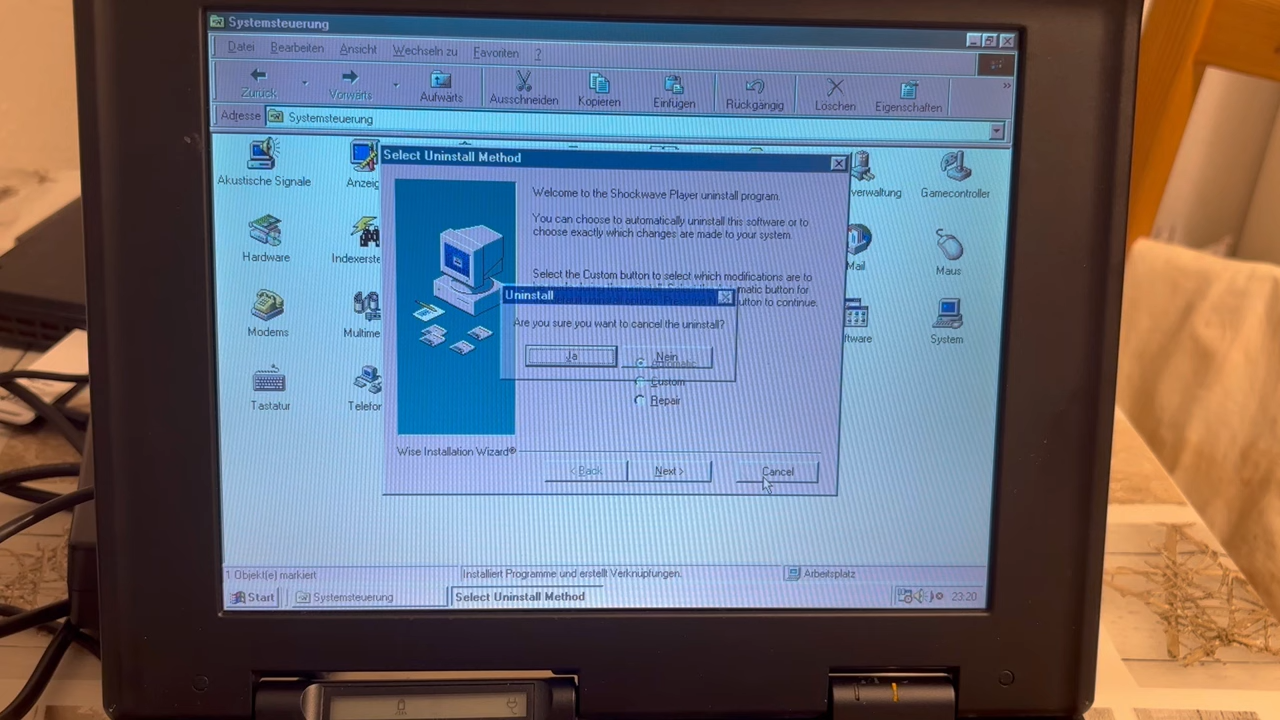 Systemsteuerung
Datei Bearbeiten Ansicht Wechseln zu Favoriten ?
Zurück Vorwärts Aufwärts Ausschneiden Kopieren Einfügen Rückgängig Löschen Eigenschaften »
Adresse Systemsteuerung
Akustische Signale
Gamecontroller
Hardware
Mail
Maus
Modems
System
Tastatur
Select Uninstall Method
Welcome to the Shockwave Player uninstall program.
You can choose to automatically uninstall this software or to
choose exactly which changes are made to your system.
Select the Custom button to select which modifications are to
button to continue.
Uninstall
Are you sure you want to cancel the uninstall?
Ja Nein
Automatic
Custom
Repair
Wise Installation Wizard®
< Back Next > Cancel
1 Objekt(e) markiert Installiert Programme und erstellt Verknüpfungen. Arbeitsplatz
Start Systemsteuerung Select Uninstall Method 23:20